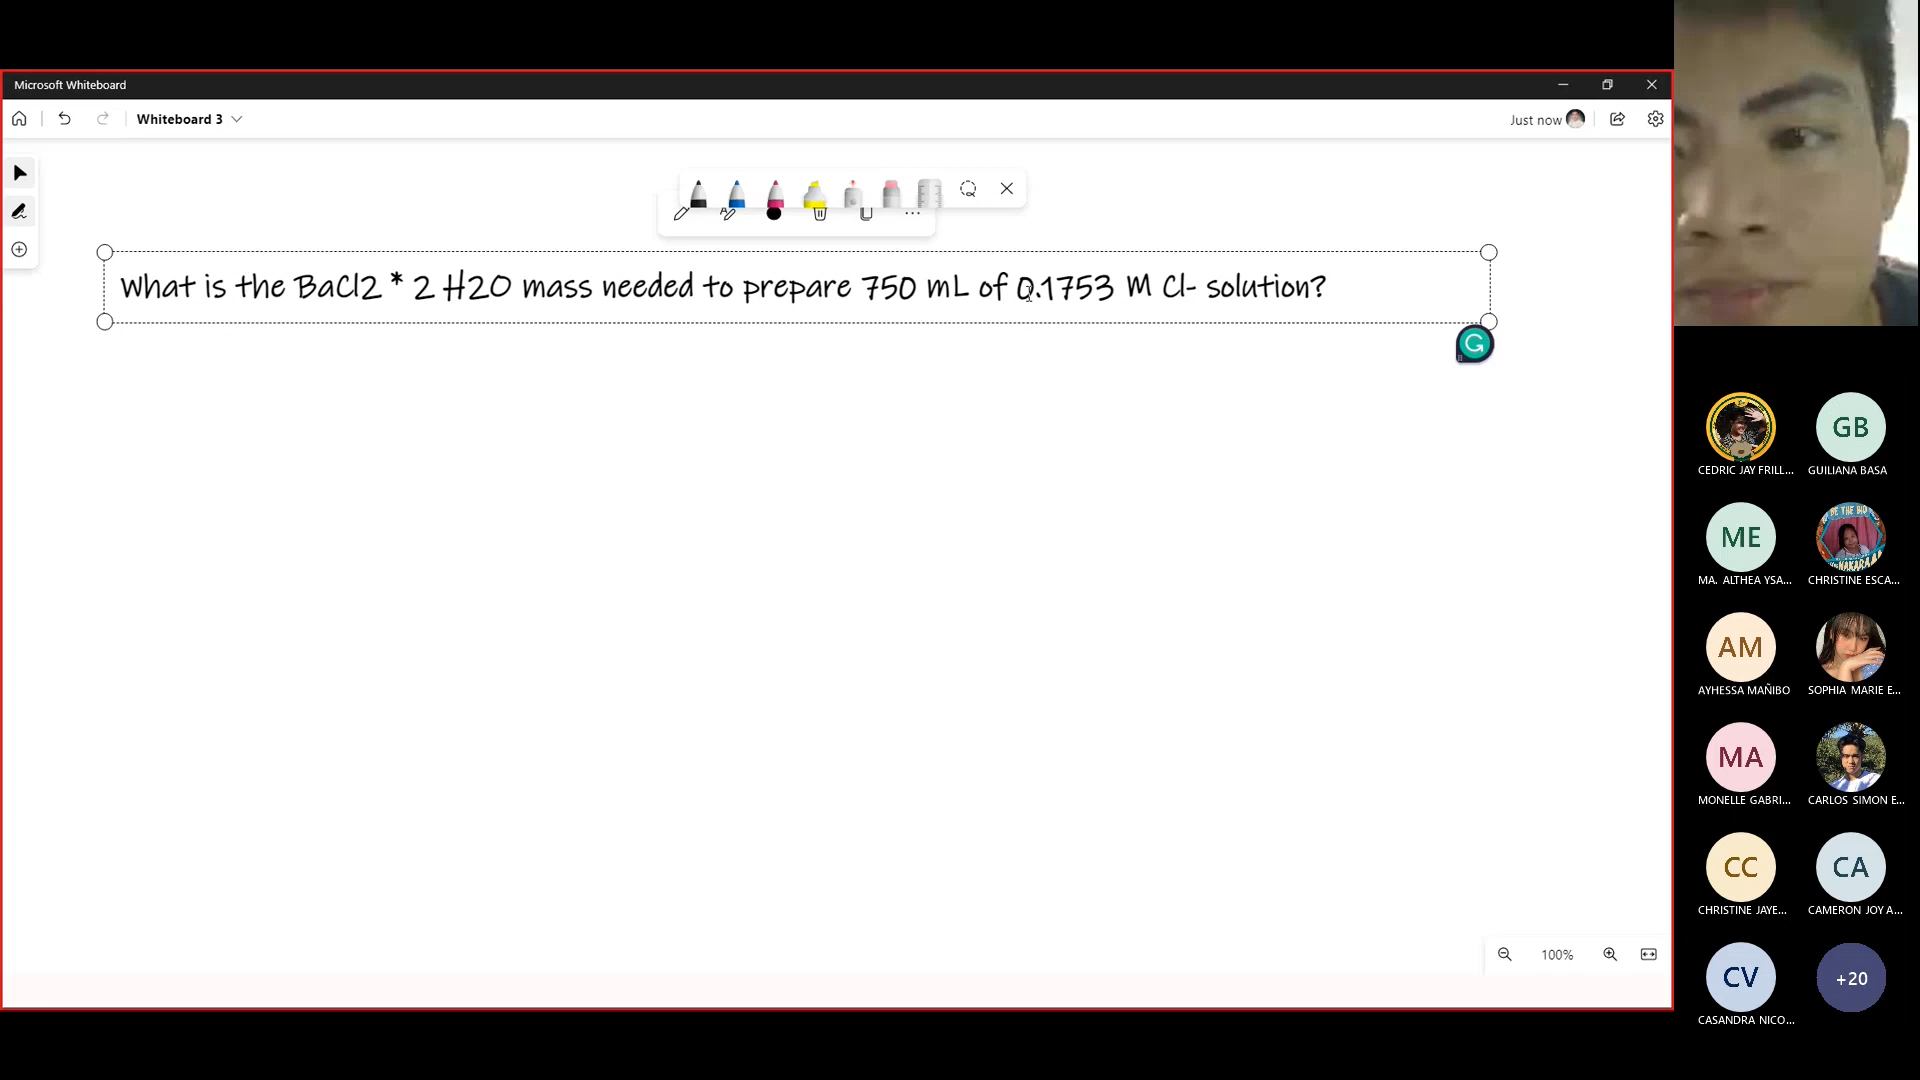 Microsoft Whiteboard
Whiteboard 3
Just now
What is the BaCl2 * 2 H2O mass needed to prepare 750 mL of 0.1753 M Cl- solution?
GB
CEDRIC JAY FRILL...
GUILIANA BASA
ME
MA. ALTHEA YSA...
CHRISTINE ESCA...
AM
AYHESSA MAÑIBO
SOPHIA MARIE E...
MA
MONELLE GABRI...
CARLOS SIMON E...
CC
CA
CHRISTINE JAYE...
CAMERON JOY A...
100%
CV
+20
CASANDRA NICO...